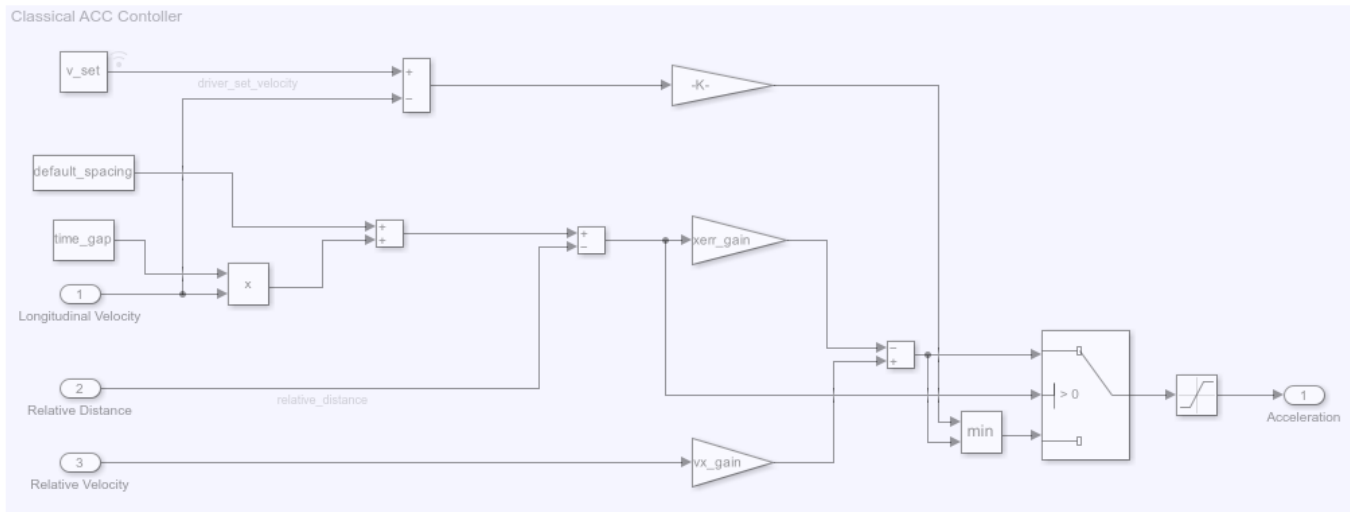 Classical ACC Contoller
v_set
+
−
driver_set_velocity
-K-
default_spacing
time_gap
+
+
x
1
Longitudinal Velocity
+
−
xerr_gain
2
Relative Distance
relative_distance
−
+
> 0
min
1
Acceleration
3
Relative Velocity
vx_gain